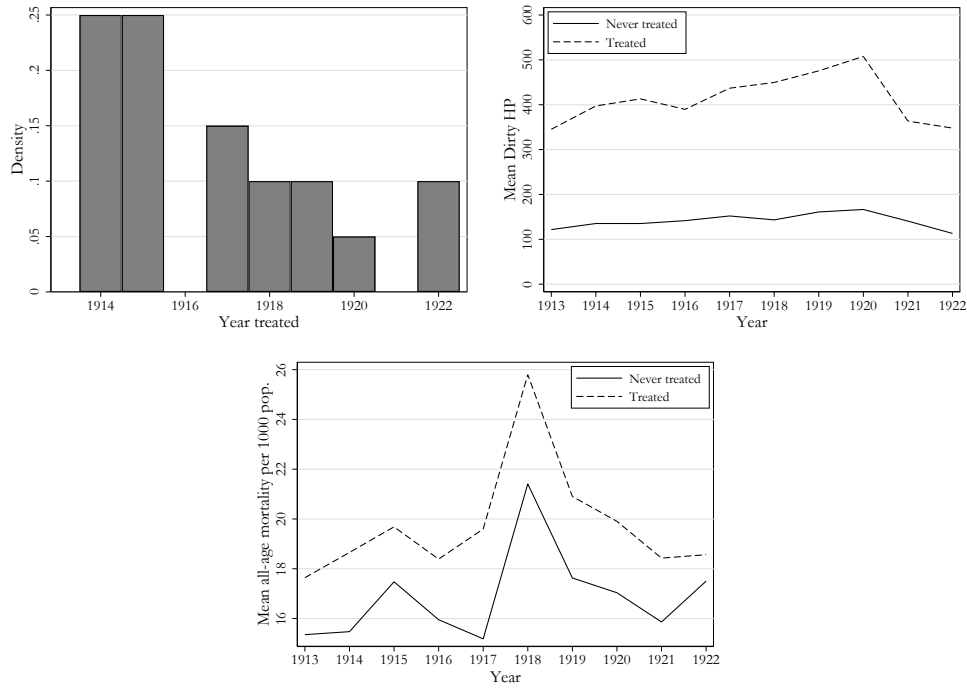 Density
.25
.2
.15
.1
.05
0
1914 1916 1918 1920 1922
Year treated
Mean Dirty HP
600
500
400
300
200
100
0
Never treated
Treated
1913 1914 1915 1916 1917 1918 1919 1920 1921 1922
Year
Mean all-age mortality per 1000 pop.
26
24
22
20
18
16
Never treated
Treated
1913 1914 1915 1916 1917 1918 1919 1920 1921 1922
Year